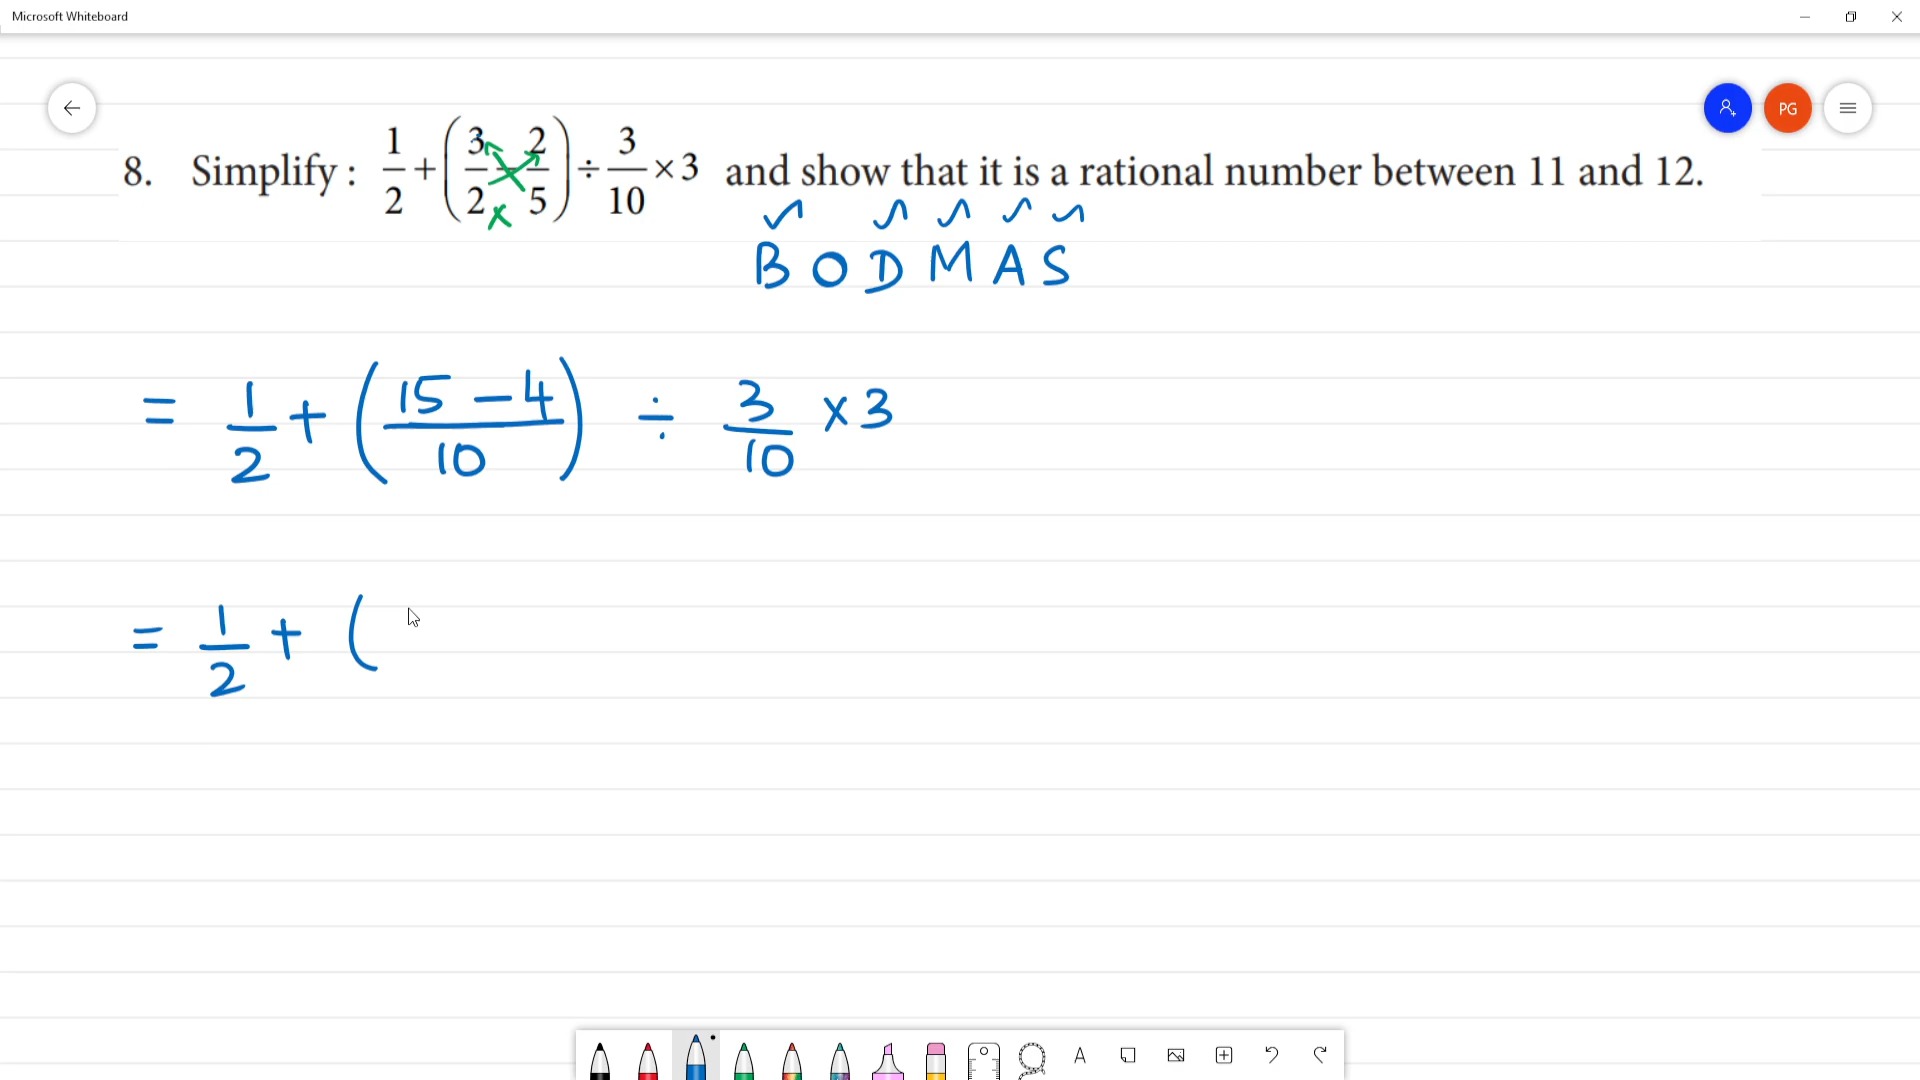 Microsoft Whiteboard
PG
8. Simplify : 1/2 + (3/2 - 2/5) ÷ 3/10 × 3 and show that it is a rational number between 11 and 12.
×
B O D M A S
= 1/2 + (15 - 4/10) ÷ 3/10 × 3
= 1/2 + (
A